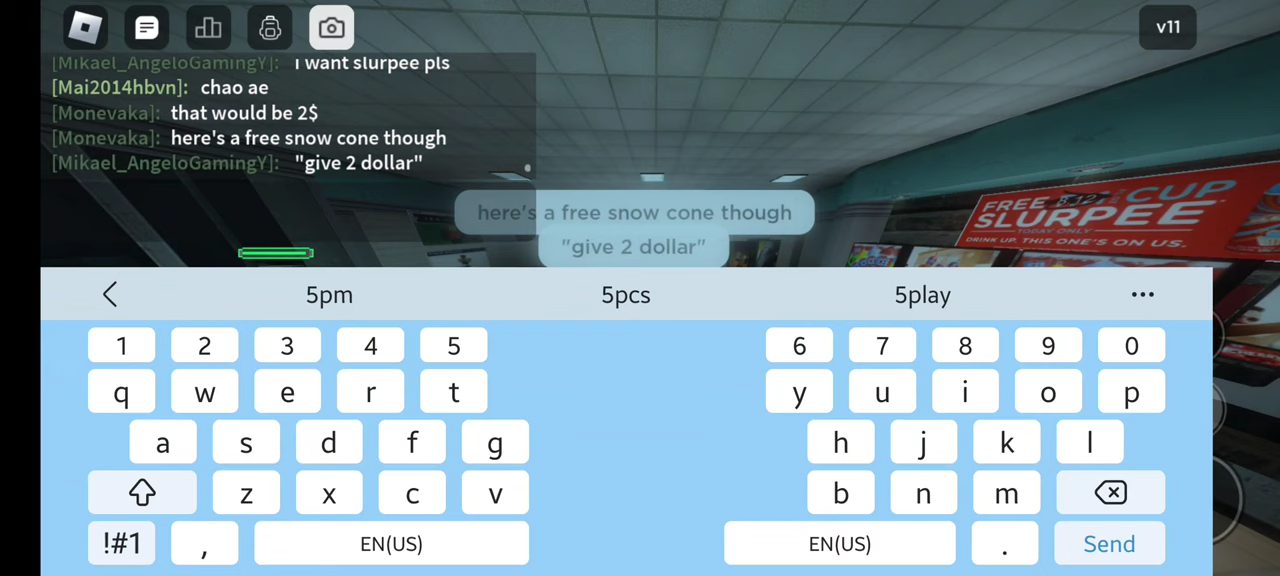 v11
[Mikael_AngeloGamingY]: i want slurpee pls
[Mai2014hbvn]: chao ae
[Monevaka]: that would be 2$
[Monevaka]: here's a free snow cone though
[Mikael_AngeloGamingY]: "give 2 dollar"
here's a free snow cone though
"give 2 dollar"
FREE CUP
SLURPEE
TODAY ONLY
DRINK UP. THIS ONE'S ON US.
5pm 5pcs 5play
1 2 3 4 5 6 7 8 9 0
q w e r t y u i o p
a s d f g h j k l
z x c v b n m
!#1 , EN(US) EN(US) . Send